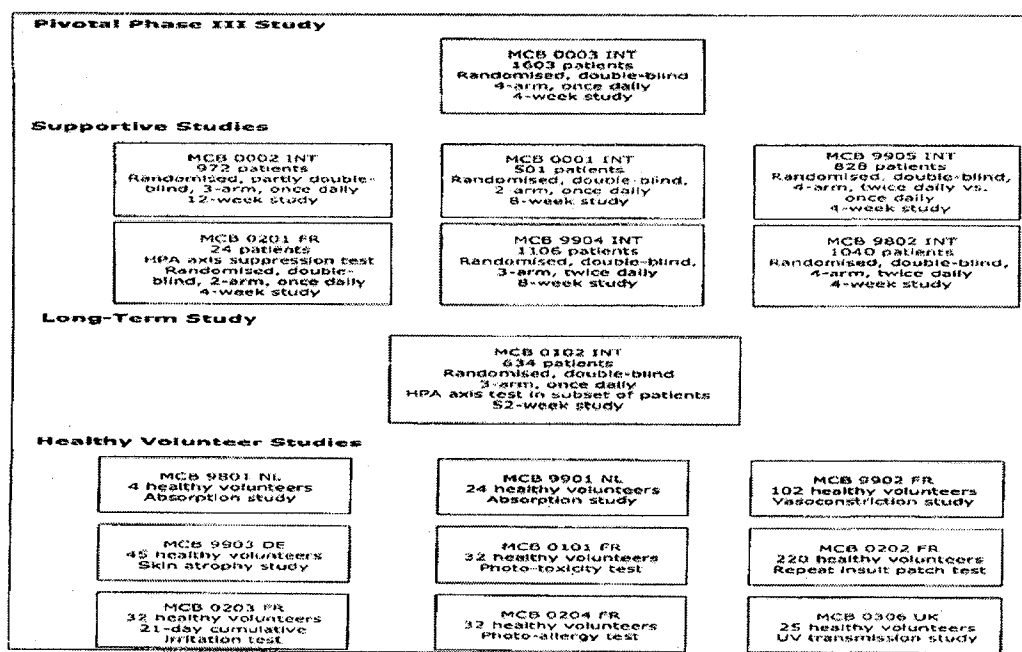 Pivotal Phase III Study
MCB 0003 INT
1603 patients
Randomised, double-blind
4-arm, once daily
4-week study
Supportive Studies
MCB 0002 INT
972 patients
Randomised, partly double-
blind, 3-arm, once daily
12-week study
MCB 0001 INT
501 patients
Randomised, double-blind,
2-arm, once daily
8-week study
MCB 9905 INT
828 patients
Randomised, double-blind,
4-arm, twice daily vs.
once daily
4-week study
MCB 0201 FR
24 patients
HPA axis suppression test
Randomised, double-
blind, 2-arm, once daily
4-week study
MCB 9904 INT
1106 patients
Randomised, double-blind,
3-arm, twice daily
8-week study
MCB 9802 INT
1040 patients
Randomised, double-blind,
4-arm, twice daily
4-week study
Long-Term Study
MCB 0102 INT
634 patients
Randomised, double-blind
3-arm, once daily
HPA axis test in subset of patients
52-week study
Healthy Volunteer Studies
MCB 9801 NL
4 healthy volunteers
Absorption study
MCB 9901 NL
24 healthy volunteers
Absorption study
MCB 9902 FR
102 healthy volunteers
Vasoconstriction study
MCB 9903 DE
45 healthy volunteers
Skin atrophy study
MCB 0101 FR
32 healthy volunteers
Photo-toxicity test
MCB 0202 FR
220 healthy volunteers
Repeat insult patch test
MCB 0203 FR
32 healthy volunteers
21-day cumulative
irritation test
MCB 0204 FR
32 healthy volunteers
Photo-allergy test
MCB 0306 UK
25 healthy volunteers
UV transmission study